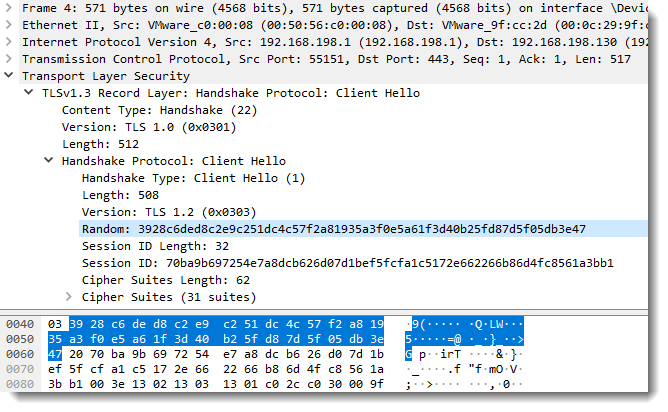 Frame 4: 571 bytes on wire (4568 bits), 571 bytes captured (4568 bits) on interface \Devic
Ethernet II, Src: VMware_c0:00:08 (00:50:56:c0:00:08), Dst: VMware_9f:cc:2d (00:0c:29:9f:c
Internet Protocol Version 4, Src: 192.168.198.1 (192.168.198.1), Dst: 192.168.198.130 (192
Transmission Control Protocol, Src Port: 55151, Dst Port: 443, Seq: 1, Ack: 1, Len: 517
Transport Layer Security
TLSv1.3 Record Layer: Handshake Protocol: Client Hello
Content Type: Handshake (22)
Version: TLS 1.0 (0x0301)
Length: 512
Handshake Protocol: Client Hello
Handshake Type: Client Hello (1)
Length: 508
Version: TLS 1.2 (0x0303)
Random: 3928c6ded8c2e9c251dc4c57f2a81935a3f0e5a61f3d40b25fd87d5f05db3e47
Session ID Length: 32
Session ID: 70ba9b697254e7a8dcb626d07d1bef5fcfa1c5172e662266b86d4fc8561a3bb1
Cipher Suites Length: 62
Cipher Suites (31 suites)
0040 03 39 28 c6 de d8 c2 e9 c2 51 dc 4c 57 f2 a8 19 ·9(····· ·Q·LW···
0050 35 a3 f0 e5 a6 1f 3d 40 b2 5f d8 7d 5f 05 db 3e 5·····=@ ·_·}_··>
0060 47 20 70 ba 9b 69 72 54 e7 a8 dc b6 26 d0 7d 1b G p··irT ····&·}·
0070 ef 5f cf a1 c5 17 2e 66 22 66 b8 6d 4f c8 56 1a ·_····.f "f·mO·V·
0080 3b b1 00 3e 13 02 13 03 13 01 c0 2c c0 30 00 9f ;··>···· ···,·0··